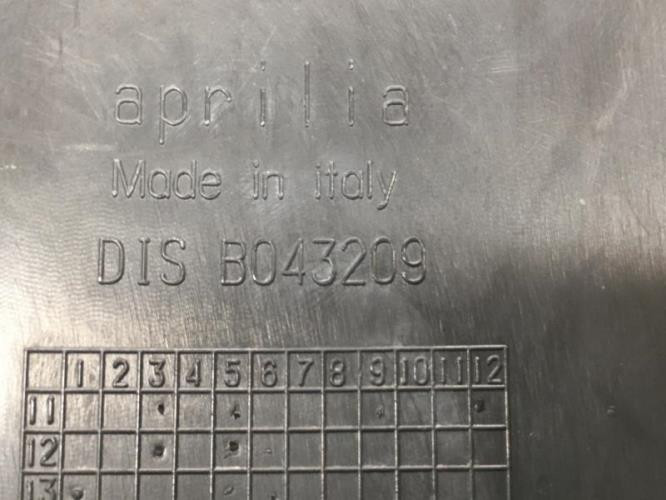 aprilia
Made in italy
DIS B043209
1 2 3 4 5 6 7 8 9 10 11 12
11
12
13